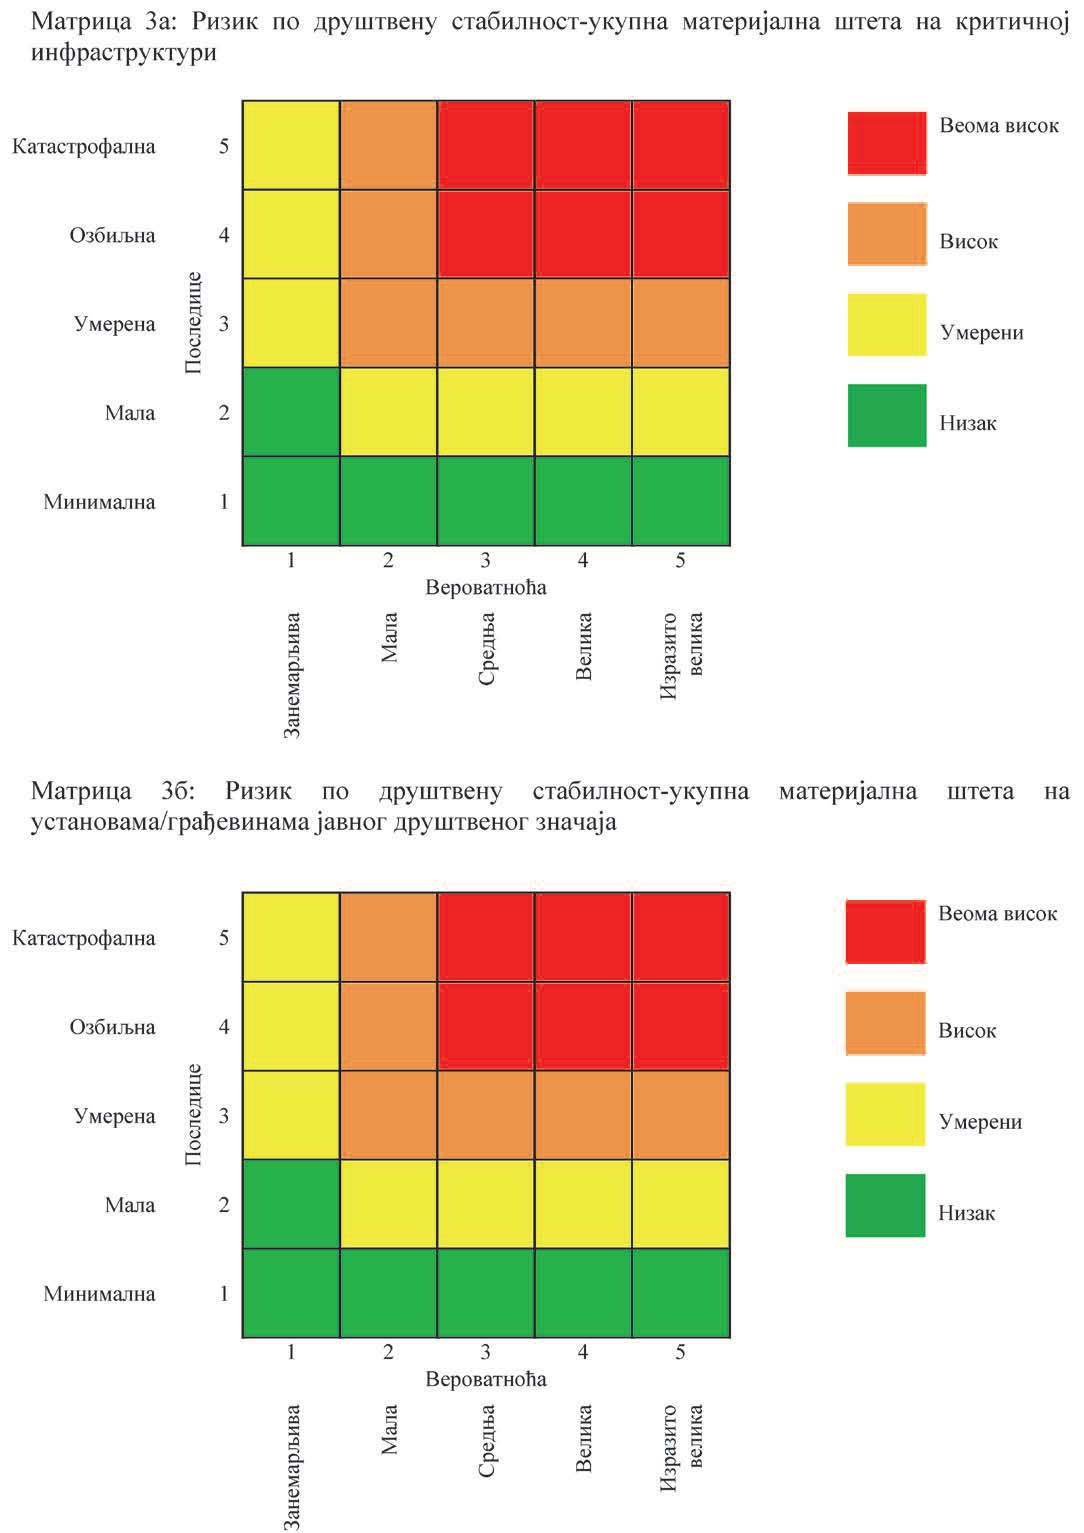 Матрица 3а: Ризик по друштвену стабилност-укупна материјална штета на критичној
инфраструктури
Катастрофална 5
Озбиљна 4
Умерена 3
Мала 2
Минимална 1
Последице
1 2 3 4 5
Вероватноћа
Занемарљива
Мала
Средња
Велика
Изразито
велика
Веома висок
Висок
Умерени
Низак
Матрица 3б: Ризик по друштвену стабилност-укупна материјална штета на
установама/грађевинама јавног друштвеног значаја
Катастрофална 5
Озбиљна 4
Умерена 3
Мала 2
Минимална 1
Последице
1 2 3 4 5
Вероватноћа
Занемарљива
Мала
Средња
Велика
Изразито
велика
Веома висок
Висок
Умерени
Низак